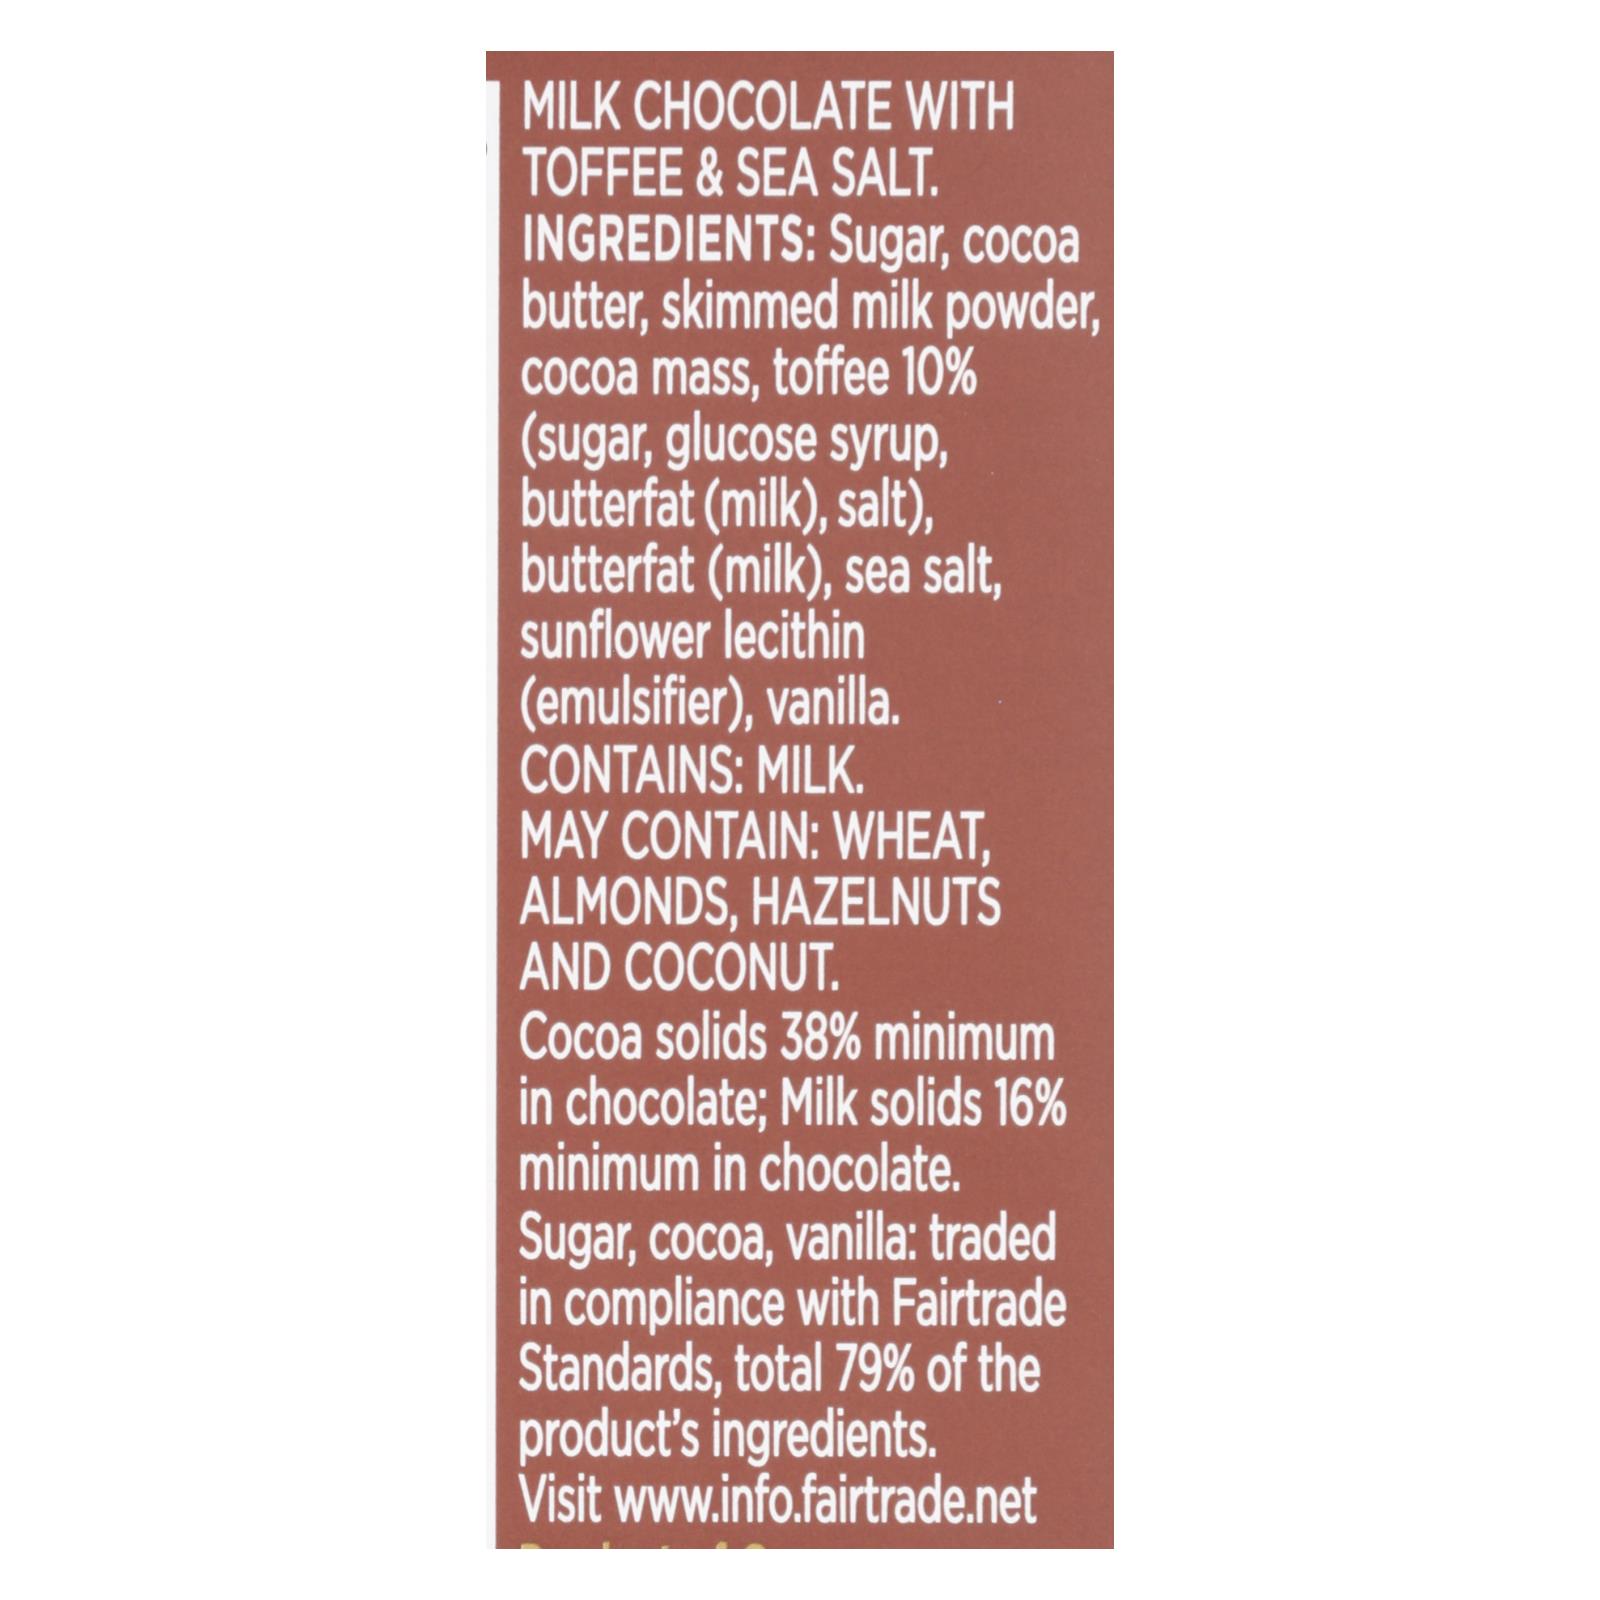 MILK CHOCOLATE WITH
TOFFEE & SEA SALT.
INGREDIENTS: Sugar, cocoa
butter, skimmed milk powder,
cocoa mass, toffee 10%
(sugar, glucose syrup,
butterfat (milk), salt),
butterfat (milk), sea salt,
sunflower lecithin
(emulsifier), vanilla.
CONTAINS: MILK.
MAY CONTAIN: WHEAT,
ALMONDS, HAZELNUTS
AND COCONUT.
Cocoa solids 38% minimum
in chocolate; Milk solids 16%
minimum in chocolate.
Sugar, cocoa, vanilla: traded
in compliance with Fairtrade
Standards, total 79% of the
product's ingredients.
Visit www.info.fairtrade.net